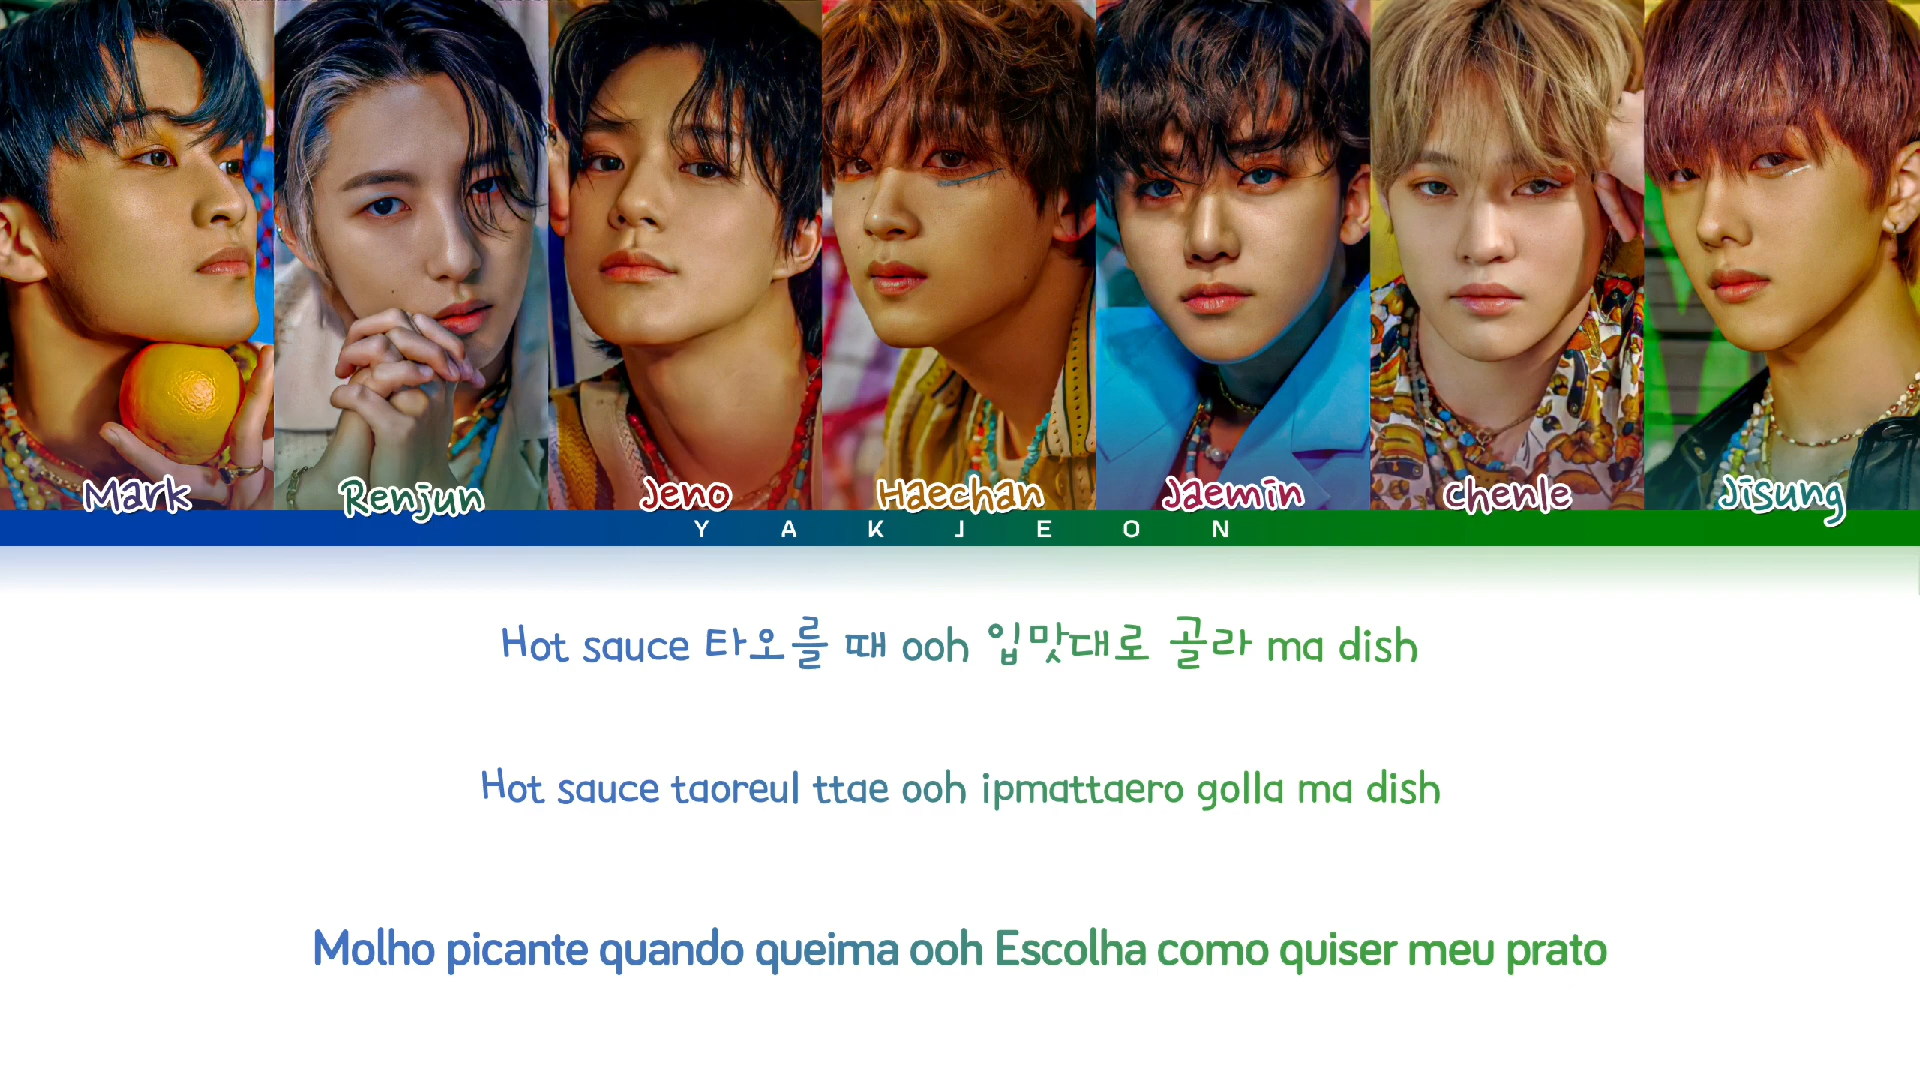 Mark Renjun Jeno Haechan Jaemin Chenle Jisung
YAKJEON
Hot sauce 타오를 때 ooh 입맛대로 골라 ma dish
Hot sauce taoreul ttae ooh ipmattaero golla ma dish
Molho picante quando queima ooh Escolha como quiser meu prato